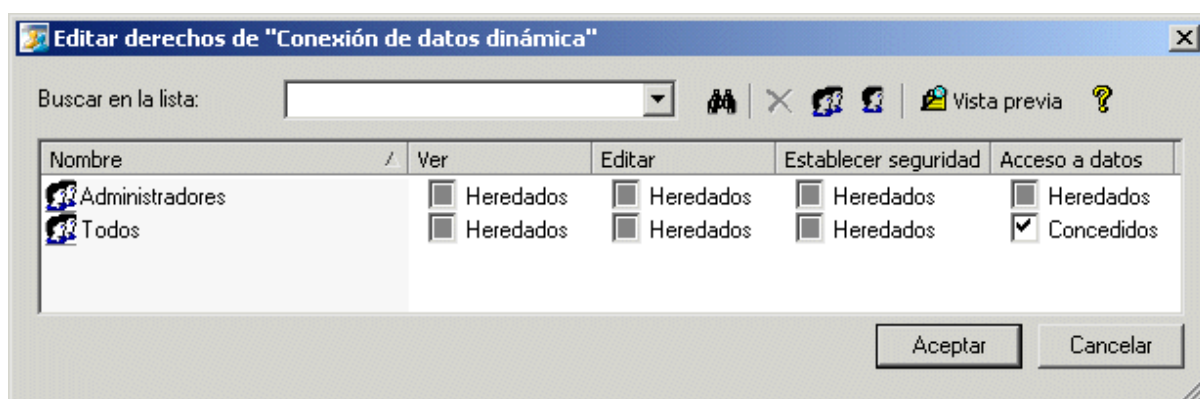 Editar derechos de "Conexión de datos dinámica"
Buscar en la lista: Vista previa
Nombre Ver Editar Establecer seguridad Acceso a datos
Administradores Heredados Heredados Heredados Heredados
Todos Heredados Heredados Heredados Concedidos
Aceptar Cancelar